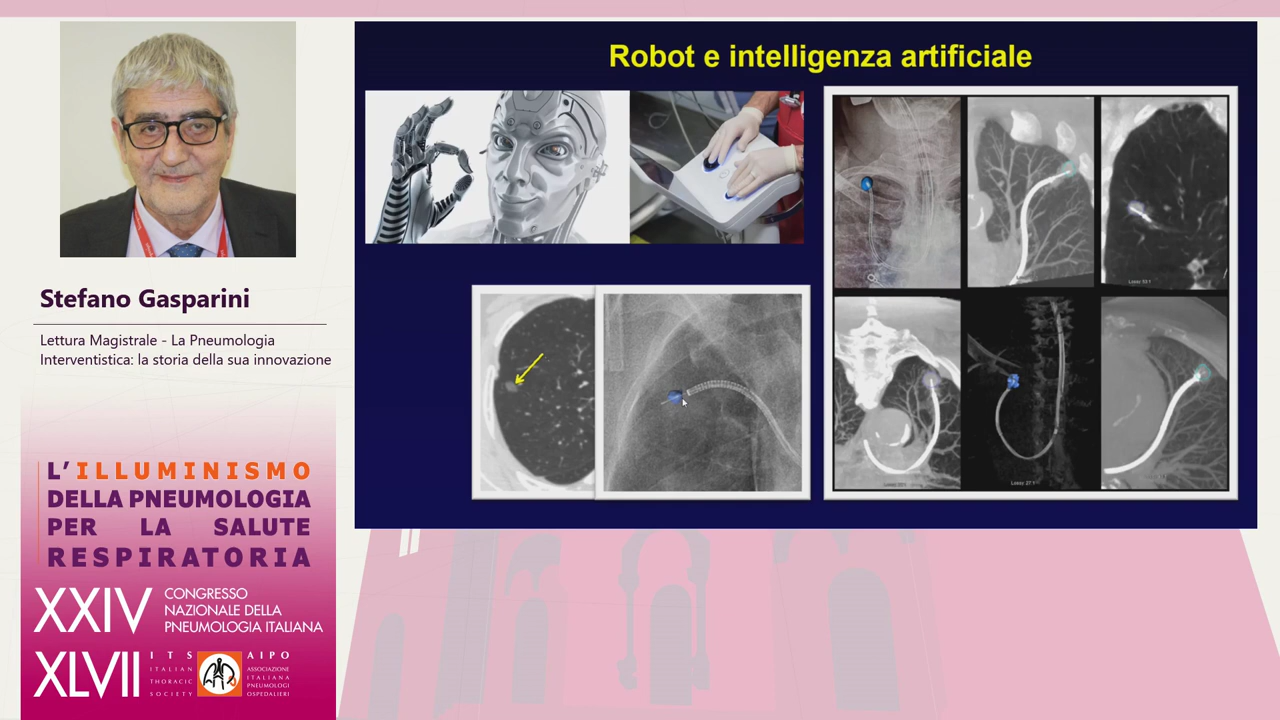 Robot e intelligenza artificiale
Stefano Gasparini
Lettura Magistrale - La Pneumologia
Interventistica: la storia della sua innovazione
L’ILLUMINISMO
DELLA PNEUMOLOGIA
PER LA SALUTE
RESPIRATORIA
XXIV
CONGRESSO
NAZIONALE DELLA
PNEUMOLOGIA ITALIANA
XLVII
ITS
ITALIAN
THORACIC
SOCIETY
AIPO
ASSOCIAZIONE
ITALIANA
PNEUMOLOGI
OSPEDALIERI